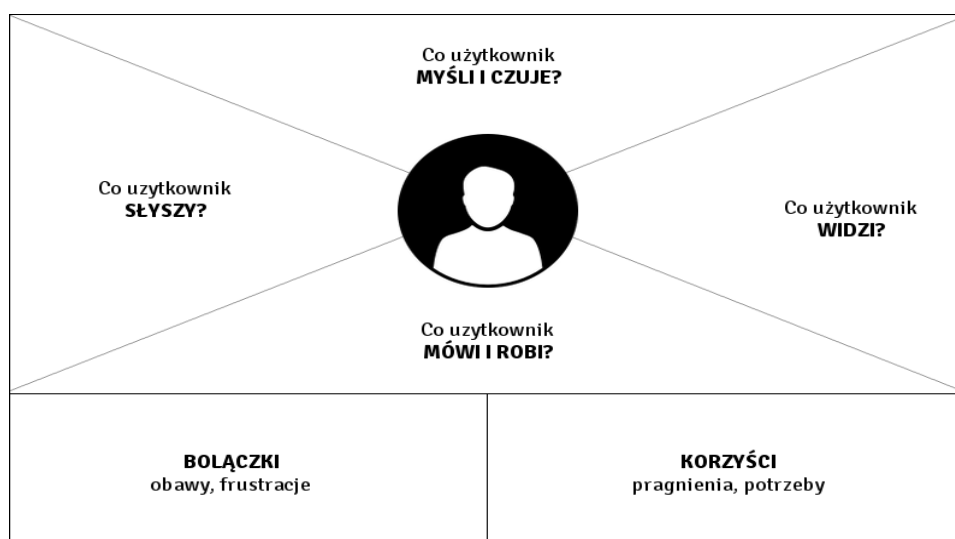 Co użytkownik
MYŚLI I CZUJE?
Co uzytkownik
SŁYSZY?
Co użytkownik
WIDZI?
Co uzytkownik
MÓWI I ROBI?
BOLĄCZKI
obawy, frustracje
KORZYŚCI
pragnienia, potrzeby